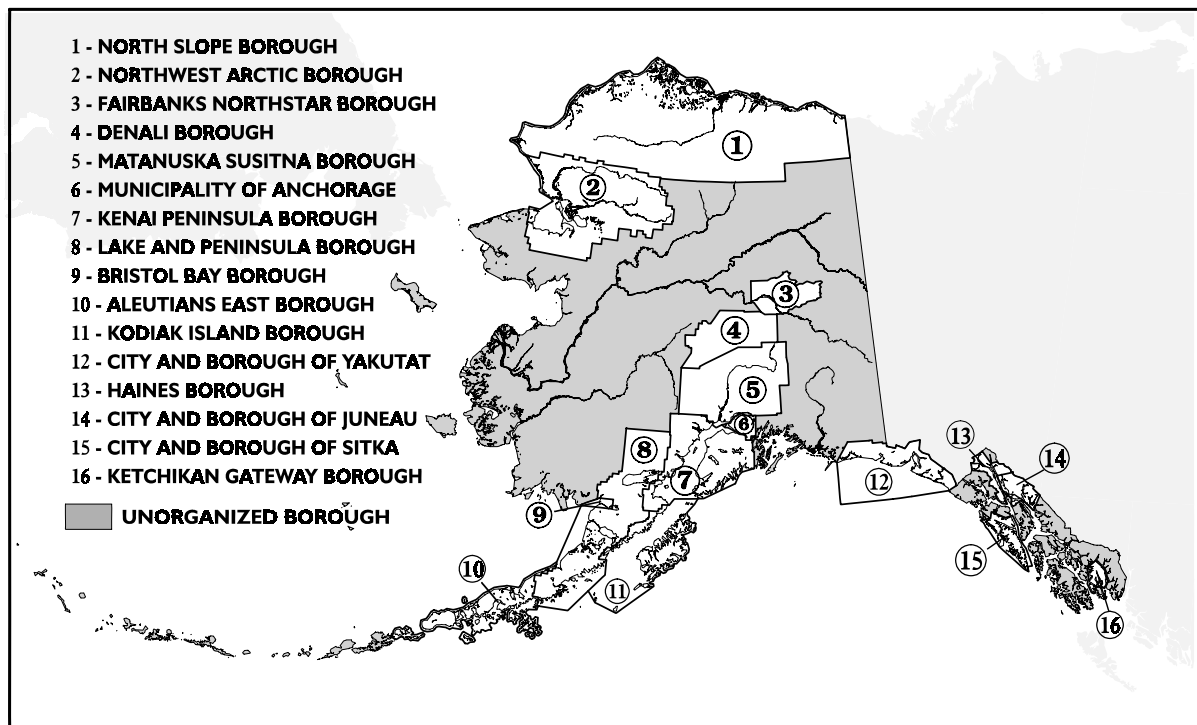 1 - NORTH SLOPE BOROUGH
2 - NORTHWEST ARCTIC BOROUGH
3 - FAIRBANKS NORTHSTAR BOROUGH
4 - DENALI BOROUGH
5 - MATANUSKA SUSITNA BOROUGH
6 - MUNICIPALITY OF ANCHORAGE
7 - KENAI PENINSULA BOROUGH
8 - LAKE AND PENINSULA BOROUGH
9 - BRISTOL BAY BOROUGH
10 - ALEUTIANS EAST BOROUGH
11 - KODIAK ISLAND BOROUGH
12 - CITY AND BOROUGH OF YAKUTAT
13 - HAINES BOROUGH
14 - CITY AND BOROUGH OF JUNEAU
15 - CITY AND BOROUGH OF SITKA
16 - KETCHIKAN GATEWAY BOROUGH
UNORGANIZED BOROUGH
1
2
3
4
5
6
8
7
9
10
11
12
13
14
15
16